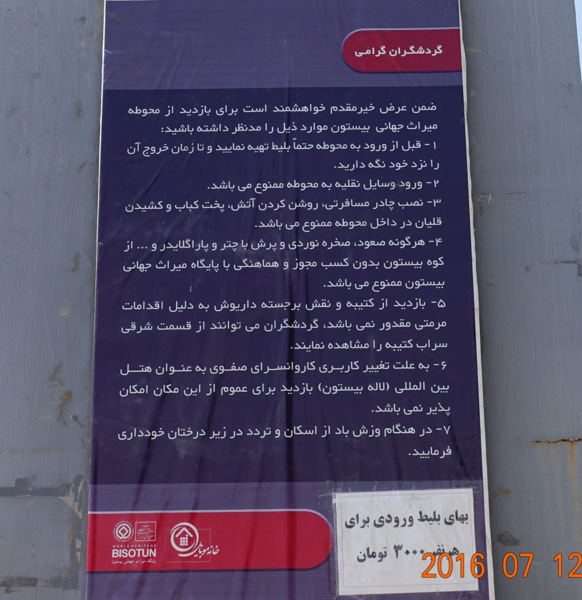 گردشگران گرامی
ضمن عرض خیرمقدم خواهشمند است برای بازدید از محوطه
میراث جهانی بیستون موارد ذیل را مدنظر داشته باشید:
۱- قبل از ورود به محوطه حتماً بلیط تهیه نمایید و تا زمان خروج آن
را نزد خود نگه دارید.
۲- ورود وسایل نقلیه به محوطه ممنوع می باشد.
۳- نصب چادر مسافرتی، روشن کردن آتش، پخت کباب و کشیدن
قلیان در داخل محوطه ممنوع می باشد.
۴- هرگونه صعود، صخره نوردی و پرش با چتر و پاراگلایدر و ... از
کوه بیستون بدون کسب مجوز و هماهنگی با پایگاه میراث جهانی
بیستون ممنوع می باشد.
۵- بازدید از کتیبه و نقش برجسته داریوش به دلیل اقدامات
مرمتی مقدور نمی باشد، گردشگران می توانند از قسمت شرقی
سراب کتیبه را مشاهده نمایند.
۶- به علت تغییر کاربری کاروانسرای صفوی به عنوان هتل
بین المللی (لاله بیستون) بازدید برای عموم از این مکان امکان
پذیر نمی باشد.
۷- در هنگام وزش باد از اسکان و تردد در زیر درختان خودداری
فرمایید.
WORLD HERITAGE
BISOTUN
پایگاه میراث جهانی بیستون
بهای بلیط ورودی برای
هر نفر ۳۰۰۰ تومان
2016 07 12